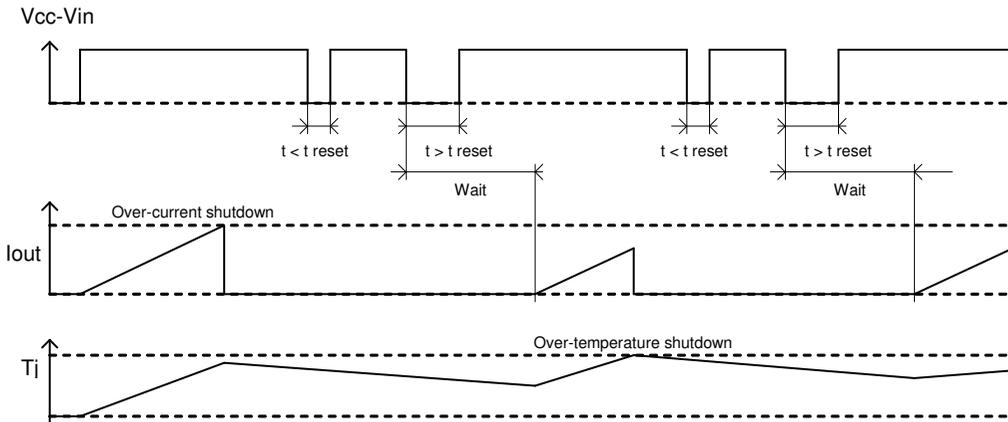 Vcc-Vin
t < t reset
t > t reset
t < t reset
t > t reset
Wait
Wait
Over-current shutdown
Iout
Over-temperature shutdown
Tj